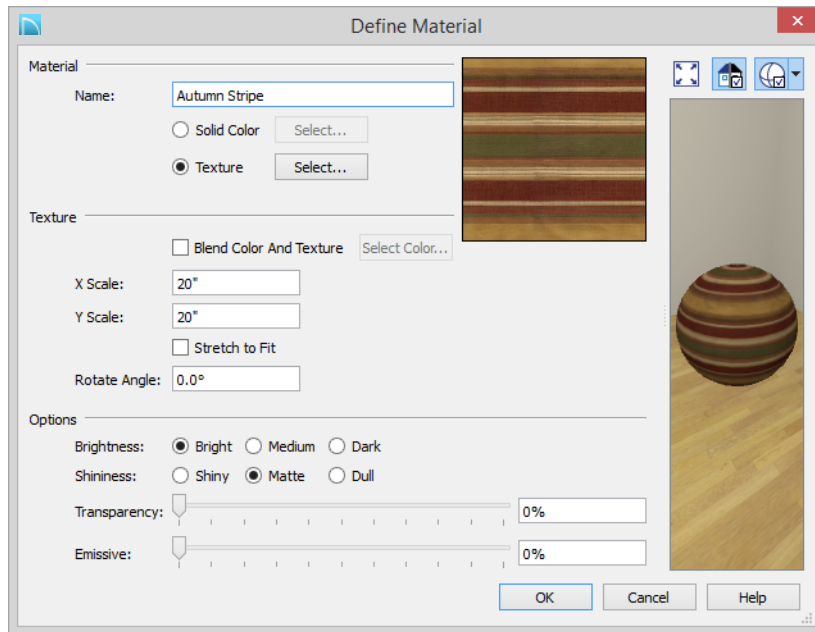 Define Material
Material
Name: Autumn Stripe
Solid Color Select...
Texture Select...
Texture
Blend Color And Texture Select Color...
X Scale: 20"
Y Scale: 20"
Stretch to Fit
Rotate Angle: 0.0°
Options
Brightness: Bright Medium Dark
Shininess: Shiny Matte Dull
Transparency: 0%
Emissive: 0%
OK Cancel Help